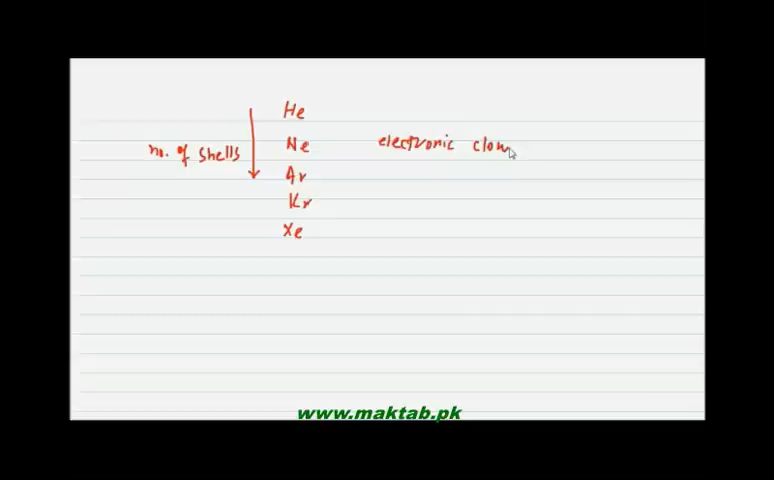 He
Ne
electronic clou
no. of shells
Ar
Kr
Xe
www.maktab.pk